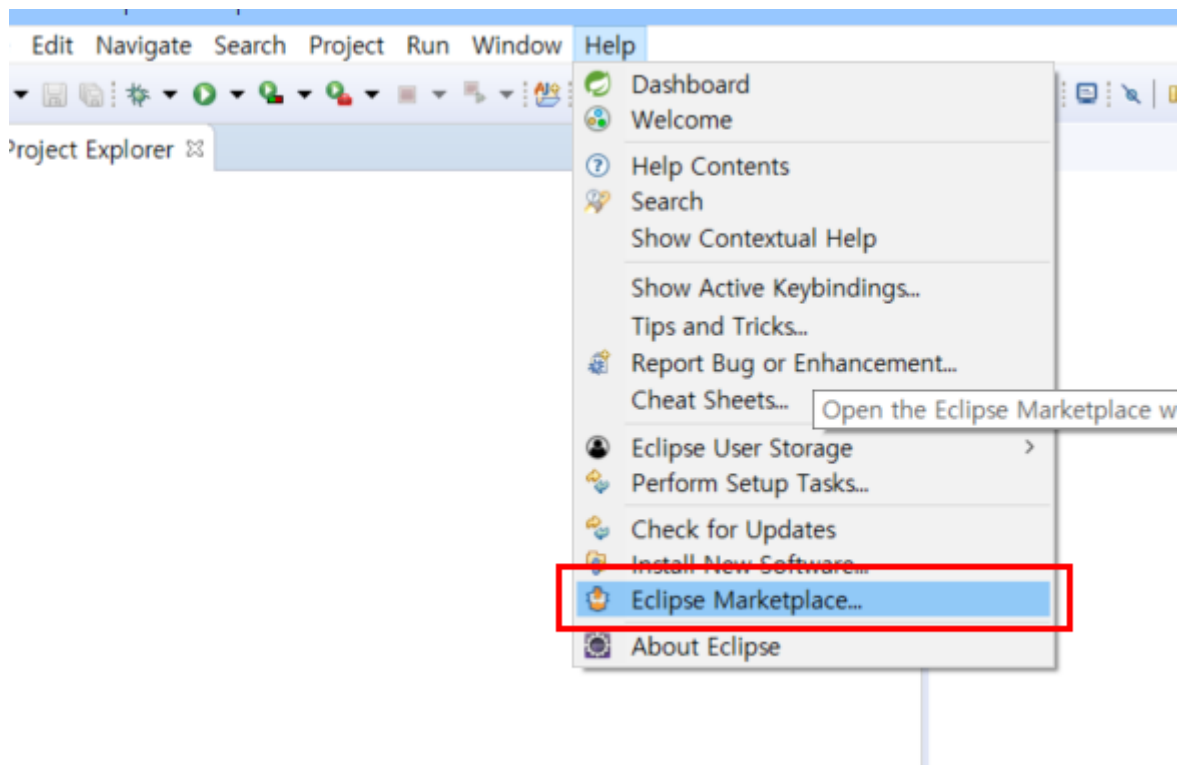 Edit Navigate Search Project Run Window Help
Project Explorer
Dashboard
Welcome
Help Contents
Search
Show Contextual Help
Show Active Keybindings...
Tips and Tricks...
Report Bug or Enhancement...
Cheat Sheets...
Open the Eclipse Marketplace w
Eclipse User Storage
Perform Setup Tasks...
Check for Updates
Install New Software...
Eclipse Marketplace...
About Eclipse